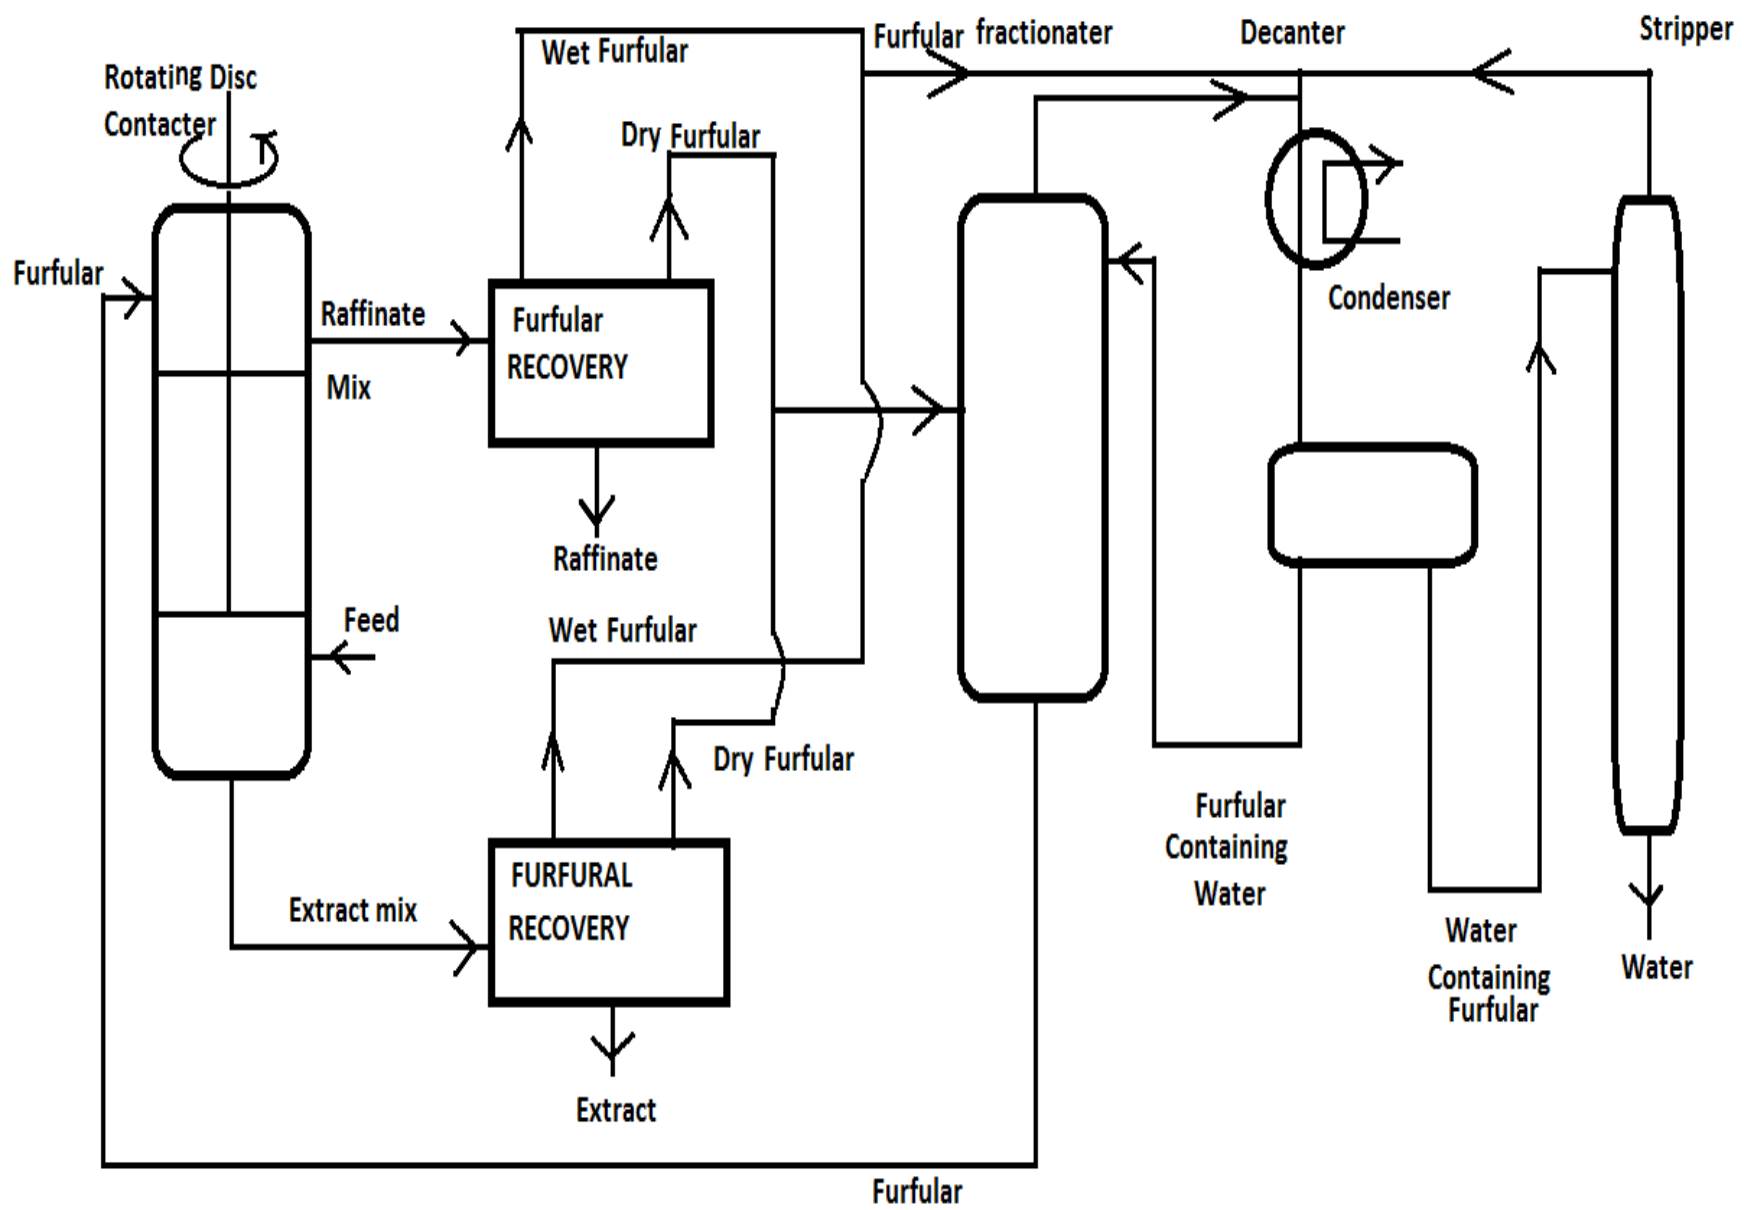 Furfular fractionater
Decanter
Stripper
Wet Furfular
Rotating Disc
Contacter
Dry Furfular
Furfular
Raffinate
Mix
Furfular
RECOVERY
Condenser
Raffinate
Feed
Wet Furfular
Dry Furfular
Furfular
Containing
Water
FURFURAL
RECOVERY
Extract mix
Water
Containing
Furfular
Water
Extract
Furfular